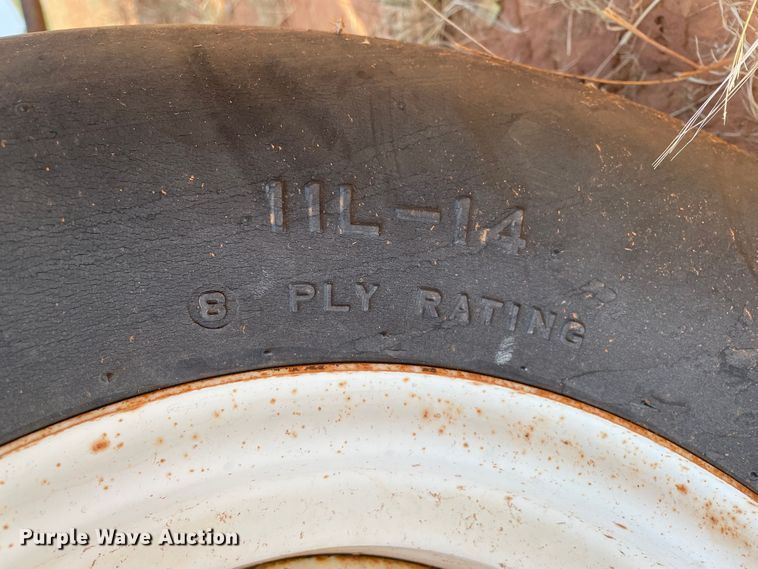 11L-14
8 PLY RATING
Purple Wave Auction